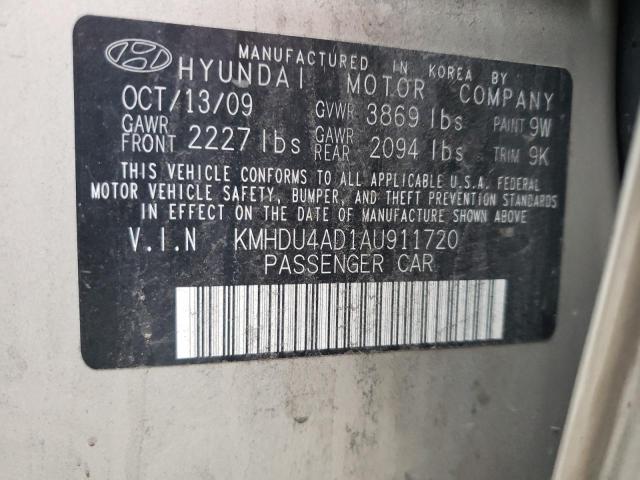 MANUFACTURED IN KOREA BY
HYUNDAI MOTOR COMPANY
OCT/13/09 GVWR 3869 lbs PAINT 9W
GAWR FRONT 2227 lbs GAWR REAR 2094 lbs TRIM 9K
THIS VEHICLE CONFORMS TO ALL APPLICABLE U.S.A. FEDERAL
MOTOR VEHICLE SAFETY, BUMPER, AND THEFT PREVENTION STANDARDS
IN EFFECT ON THE DATE OF MANUFACTURE SHOWN ABOVE.
V.I.N KMHDU4AD1AU911720
PASSENGER CAR